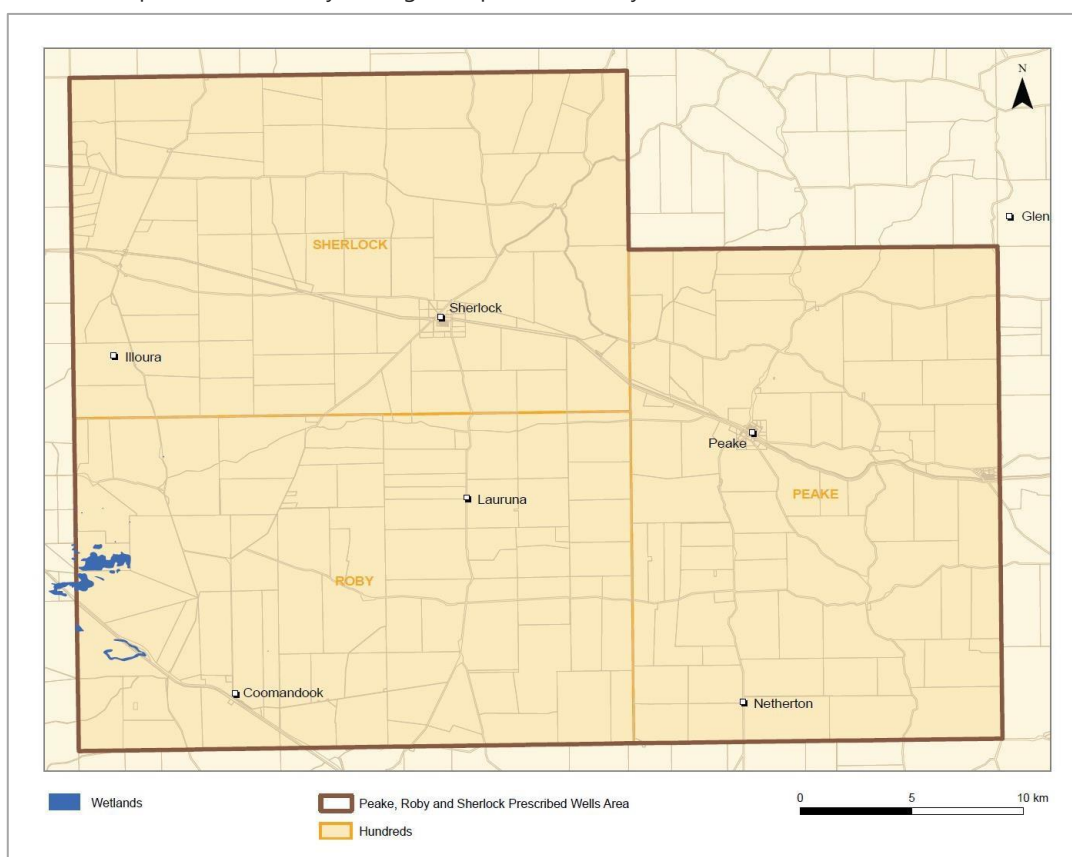 N
Glen
SHERLOCK
Sherlock
Illoura
Peake
Lauruna
PEAKE
ROBY
Coomandook
Netherton
Wetlands
Peake, Roby and Sherlock Prescribed Wells Area
Hundreds
0 5 10 km